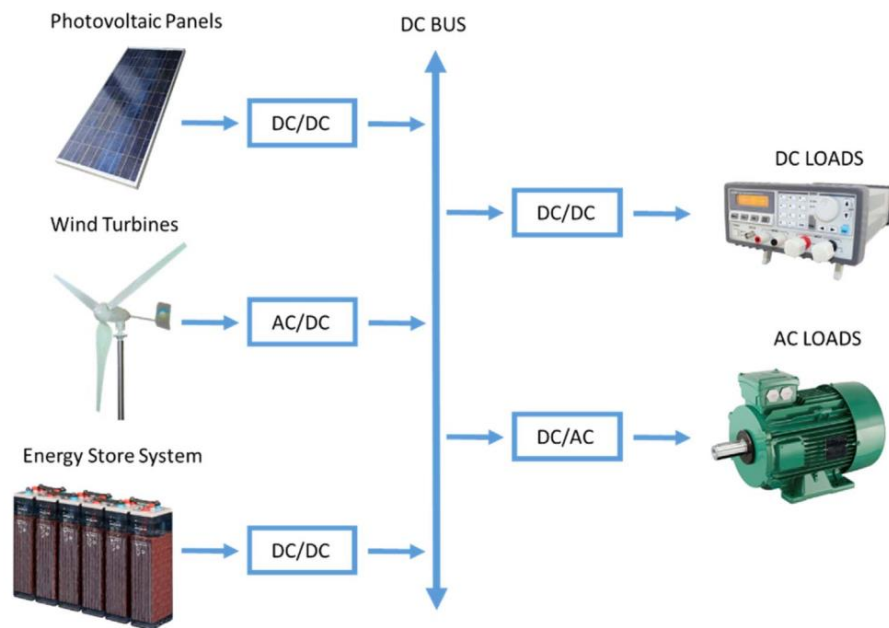 Photovoltaic Panels
DC BUS
DC/DC
DC LOADS
DC/DC
Wind Turbines
AC/DC
AC LOADS
DC/AC
Energy Store System
DC/DC